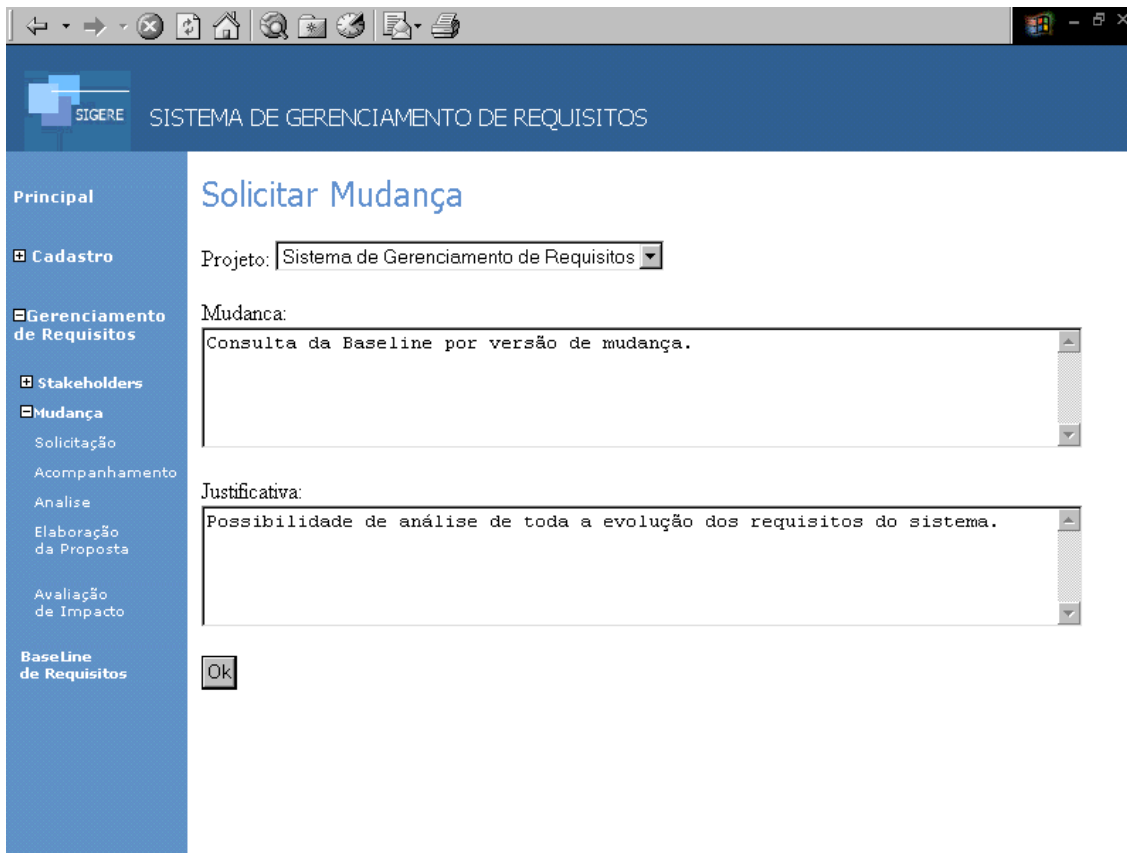 SIGERE
SISTEMA DE GERENCIAMENTO DE REQUISITOS
Principal
Cadastro
Gerenciamento
de Requisitos
Stakeholders
Mudança
Solicitação
Acompanhamento
Analise
Elaboração
da Proposta
Avaliação
de Impacto
BaseLine
de Requisitos
Solicitar Mudança
Projeto: Sistema de Gerenciamento de Requisitos
Mudanca:
Consulta da Baseline por versão de mudança.
Justificativa:
Possibilidade de análise de toda a evolução dos requisitos do sistema.
Ok